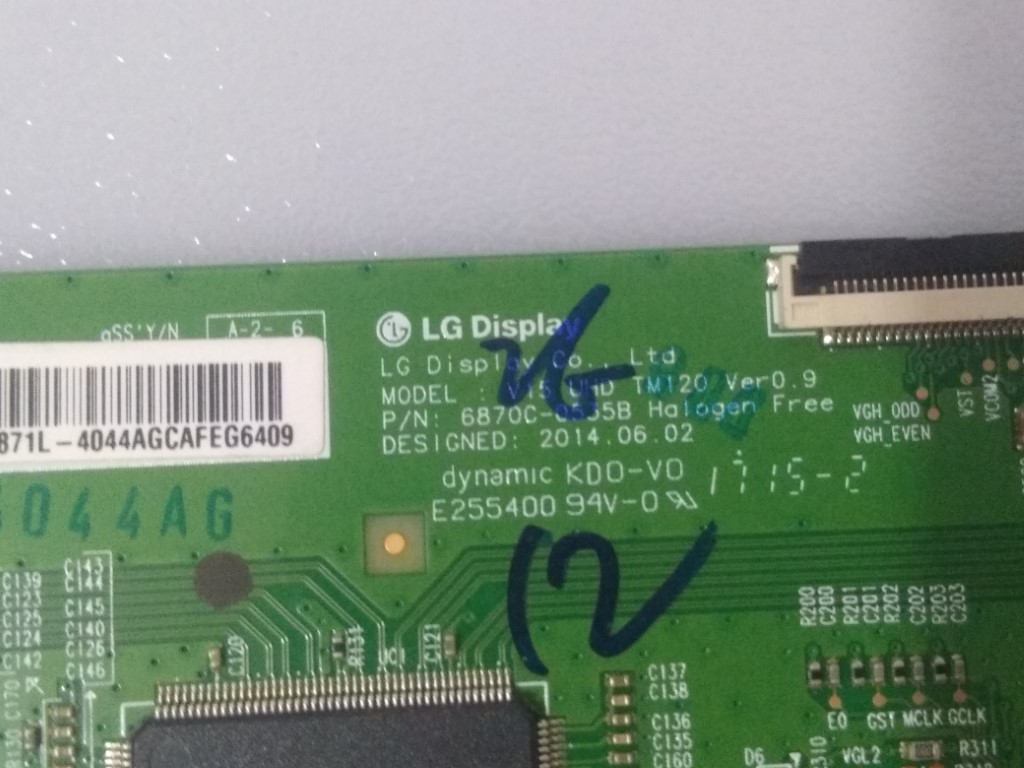 aSS'Y/N A-2- 6
LG Display
LG Display Co., Ltd
MODEL : V15 UHD TM120 Ver0.9
P/N: 6870C-0535B Halogen Free
DESIGNED: 2014.06.02
871L-4044AGCAFEG6409
dynamic KDO-V0 1715-2
E255400 94V-0
044AG
VGH_ODD
VGH_EVEN
VST
VCOM2
C143
C139 C144
C123
C125 C145
C124 C140
C126
C142 C146
C170
R130
C120
R131
UC1
C121
C137
C138
C136
C135
C160
R200 C200 R201 C201 R202 C202 R203 C203
E0 GST MCLK GCLK
D6 R310 VGL2 R311